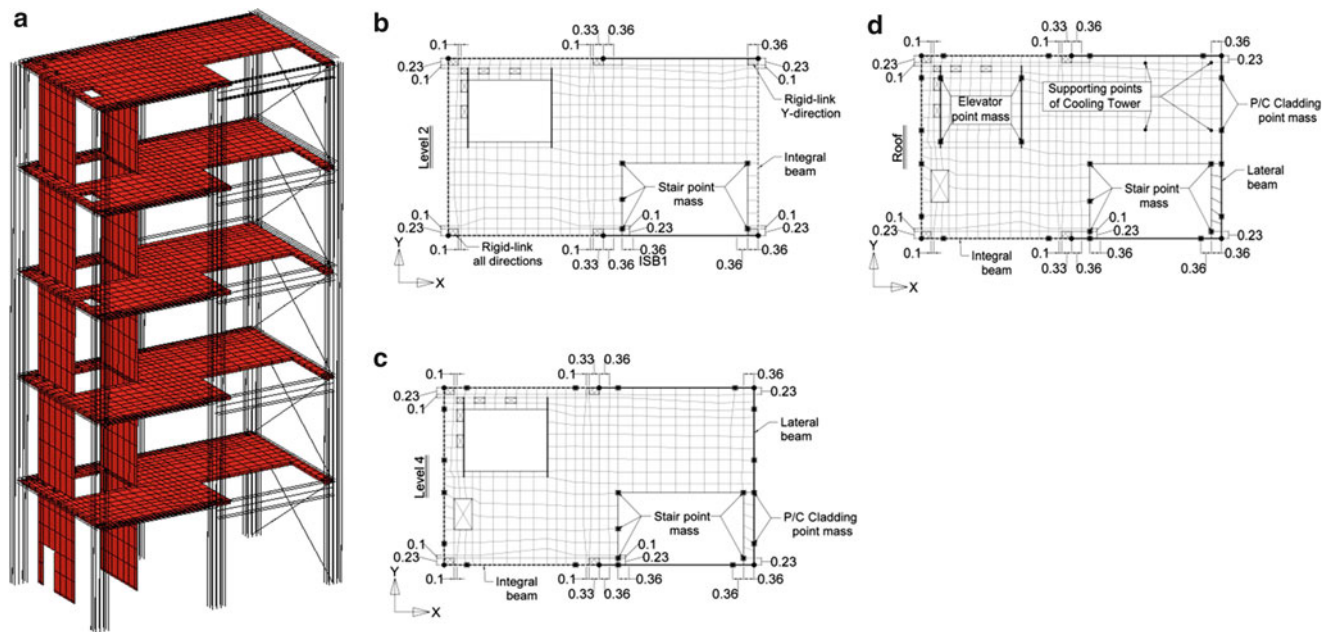 a
b
0.33 0.36
0.1
0.1
0.36
0.23
0.1
0.23
0.1
Rigid-link
Y-direction
Level 2
Integral
beam
Stair point
mass
0.1
0.23
0.1
0.23
0.1
Rigid-link
all directions
0.1
0.33
0.36
ISB1
0.36
0.36
Y
X
c
0.33 0.36
0.1
0.1
0.36
0.23
0.1
0.23
Lateral
beam
Level 4
Stair point
mass
P/C Cladding
point mass
0.1
0.23
0.1
0.23
0.1
Integral
beam
0.1
0.33
0.36
0.36
0.36
0.23
Y
X
d
0.33 0.36
0.1
0.1
0.36
0.23
0.1
0.23
Elevator
point mass
Supporting points
of Cooling Tower
P/C Cladding
point mass
Roof
Lateral
beam
Stair point
mass
0.1
0.23
0.1
0.23
0.1
Integral
beam
0.1
0.33
0.36
0.36
0.36
0.23
Y
X